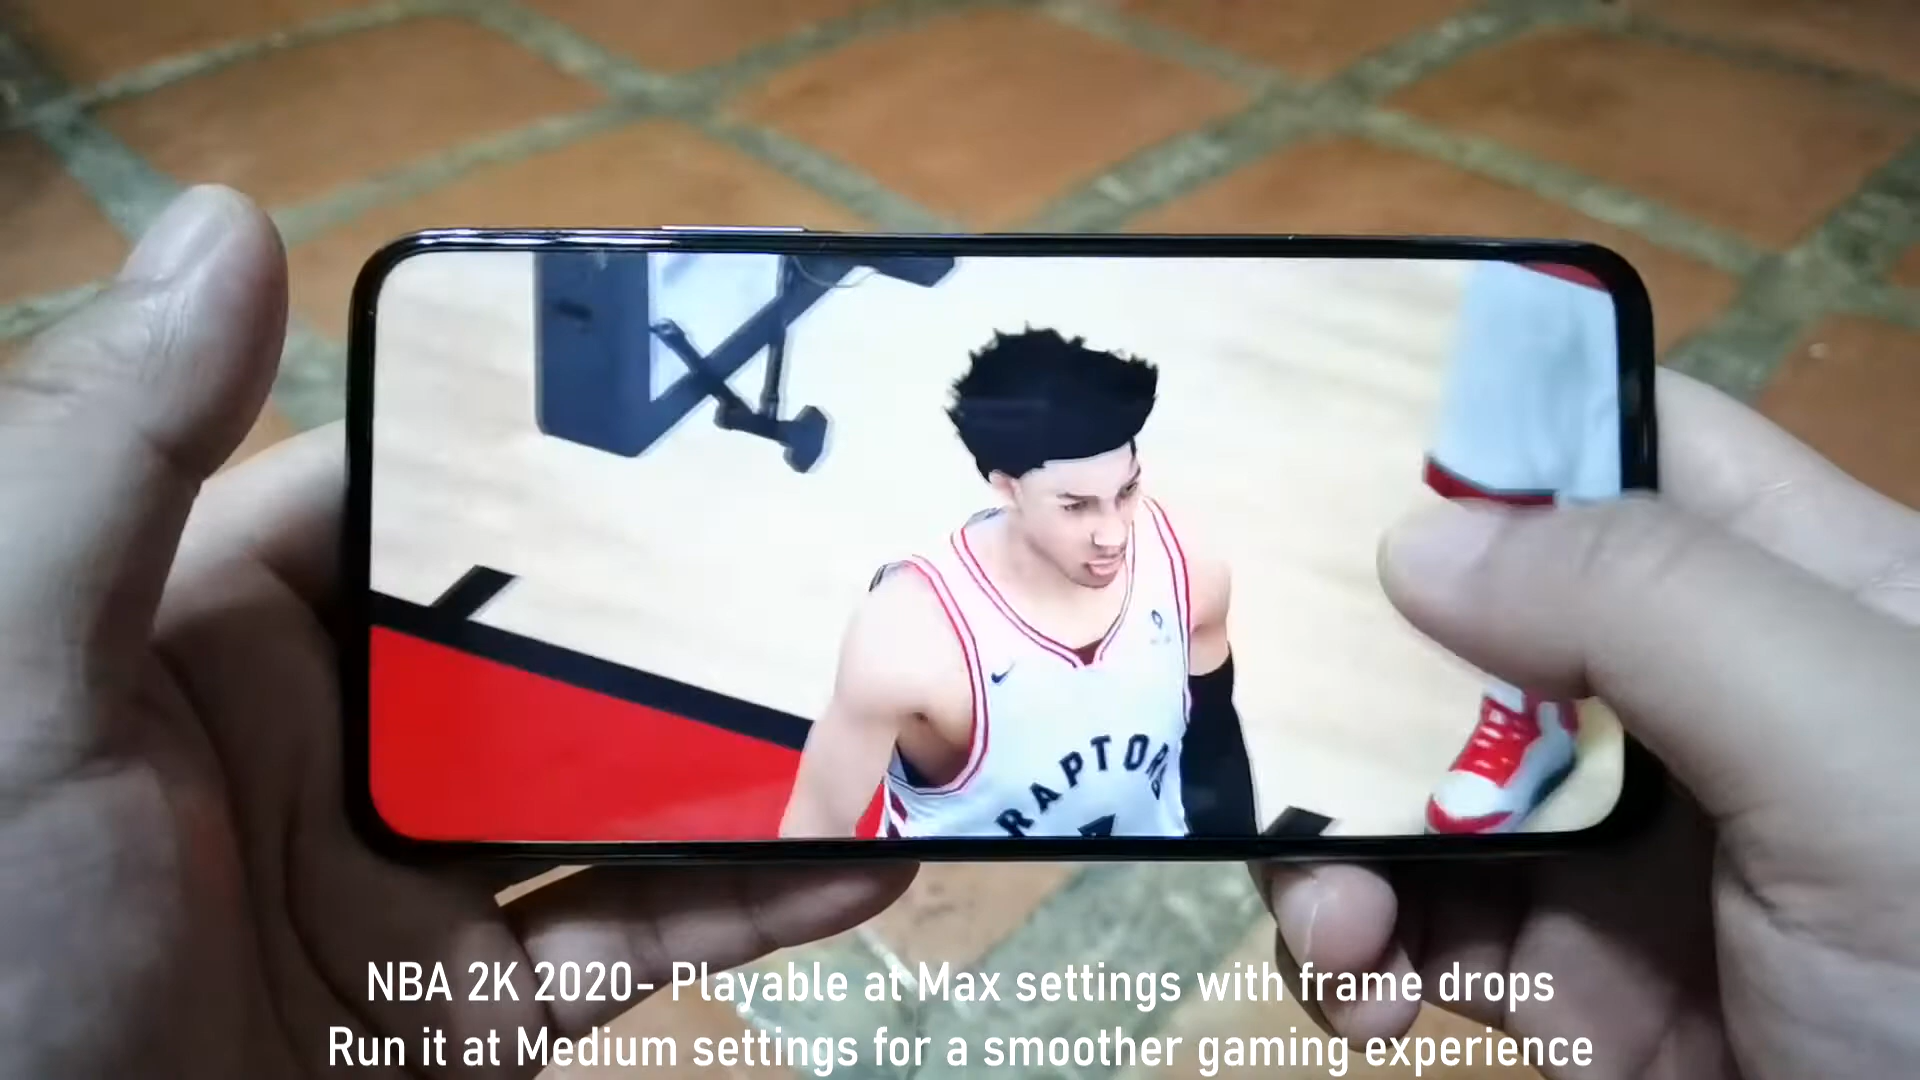 RAPTORS
NBA 2K 2020- Playable at Max settings with frame drops
Run it at Medium settings for a smoother gaming experience